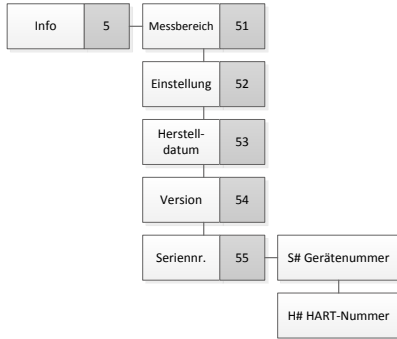 Info 5 Messbereich 51
Einstellung 52
Herstell-
datum 53
Version 54
Seriennr. 55 S# Gerätenummer
H# HART-Nummer